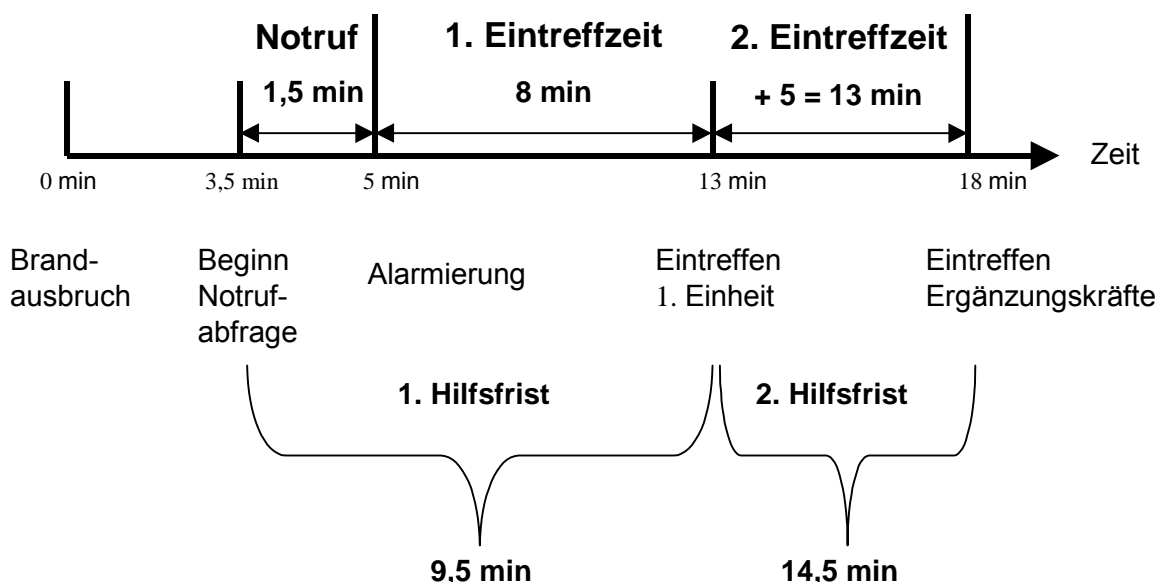 Notruf
1. Eintreffzeit
2. Eintreffzeit
1,5 min
8 min
+ 5 = 13 min
Zeit
0 min
3,5 min
5 min
13 min
18 min
Brand-
ausbruch
Beginn
Notruf-
abfrage
Alarmierung
Eintreffen
1. Einheit
Eintreffen
Ergänzungskräfte
1. Hilfsfrist
2. Hilfsfrist
9,5 min
14,5 min